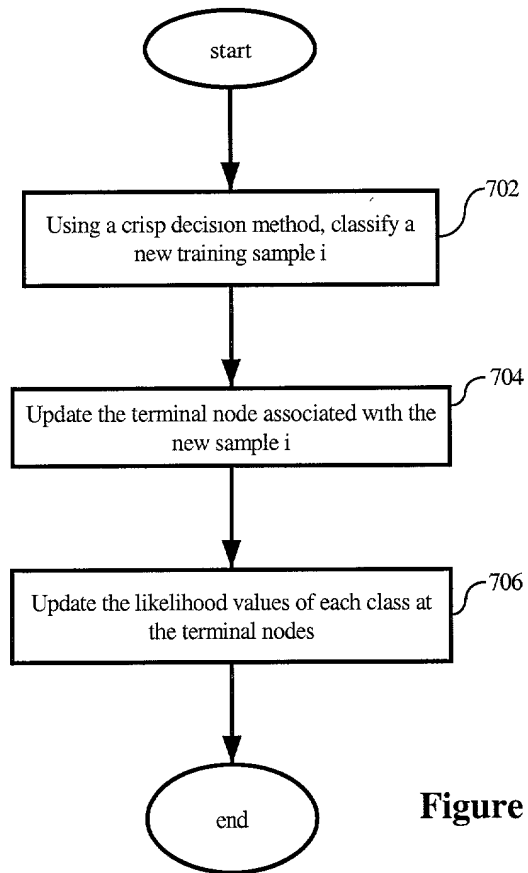 start
702
Using a crisp decision method, classify a
new training sample i
704
Update the terminal node associated with the
new sample i
706
Update the likelihood values of each class at
the terminal nodes
end
Figure